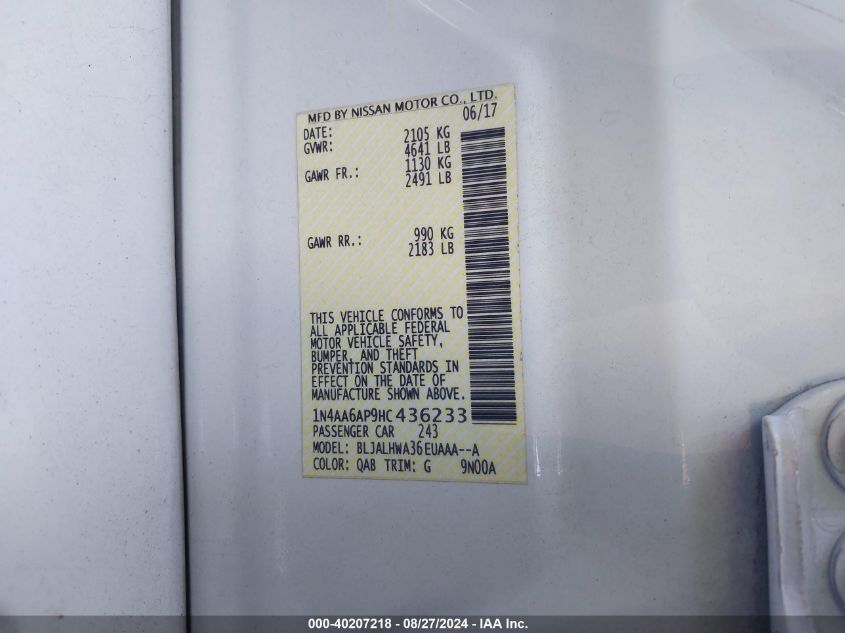 MFD BY NISSAN MOTOR CO., LTD.
DATE: 06/17
GVWR: 2105 KG
4641 LB
GAWR FR.: 1130 KG
2491 LB
GAWR RR.: 990 KG
2183 LB
THIS VEHICLE CONFORMS TO
ALL APPLICABLE FEDERAL
MOTOR VEHICLE SAFETY,
BUMPER, AND THEFT
PREVENTION STANDARDS IN
EFFECT ON THE DATE OF
MANUFACTURE SHOWN ABOVE.
1N4AA6AP9HC436233
PASSENGER CAR 243
MODEL: BLJALHWA36EUAAA--A
COLOR: QAB TRIM: G 9N00A
000-40207218 - 08/27/2024 - IAA Inc.